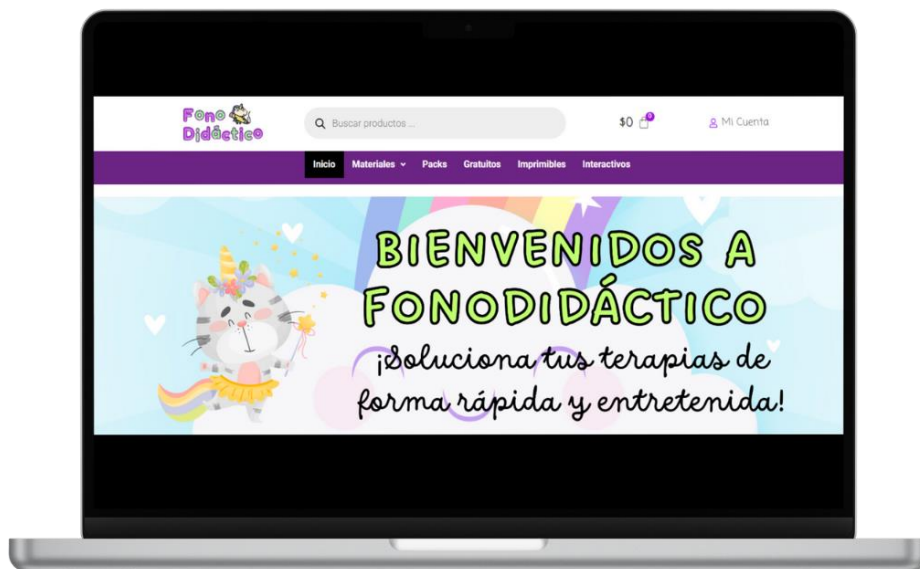 Fono
Didáctico
Buscar productos ...
$0
0
Mi Cuenta
Inicio
Materiales
Packs
Gratuitos
Imprimibles
Interactivos
BIENVENIDOS A
FONODIDÁCTICO
¡Soluciona tus terapias de
forma rápida y entretenida!